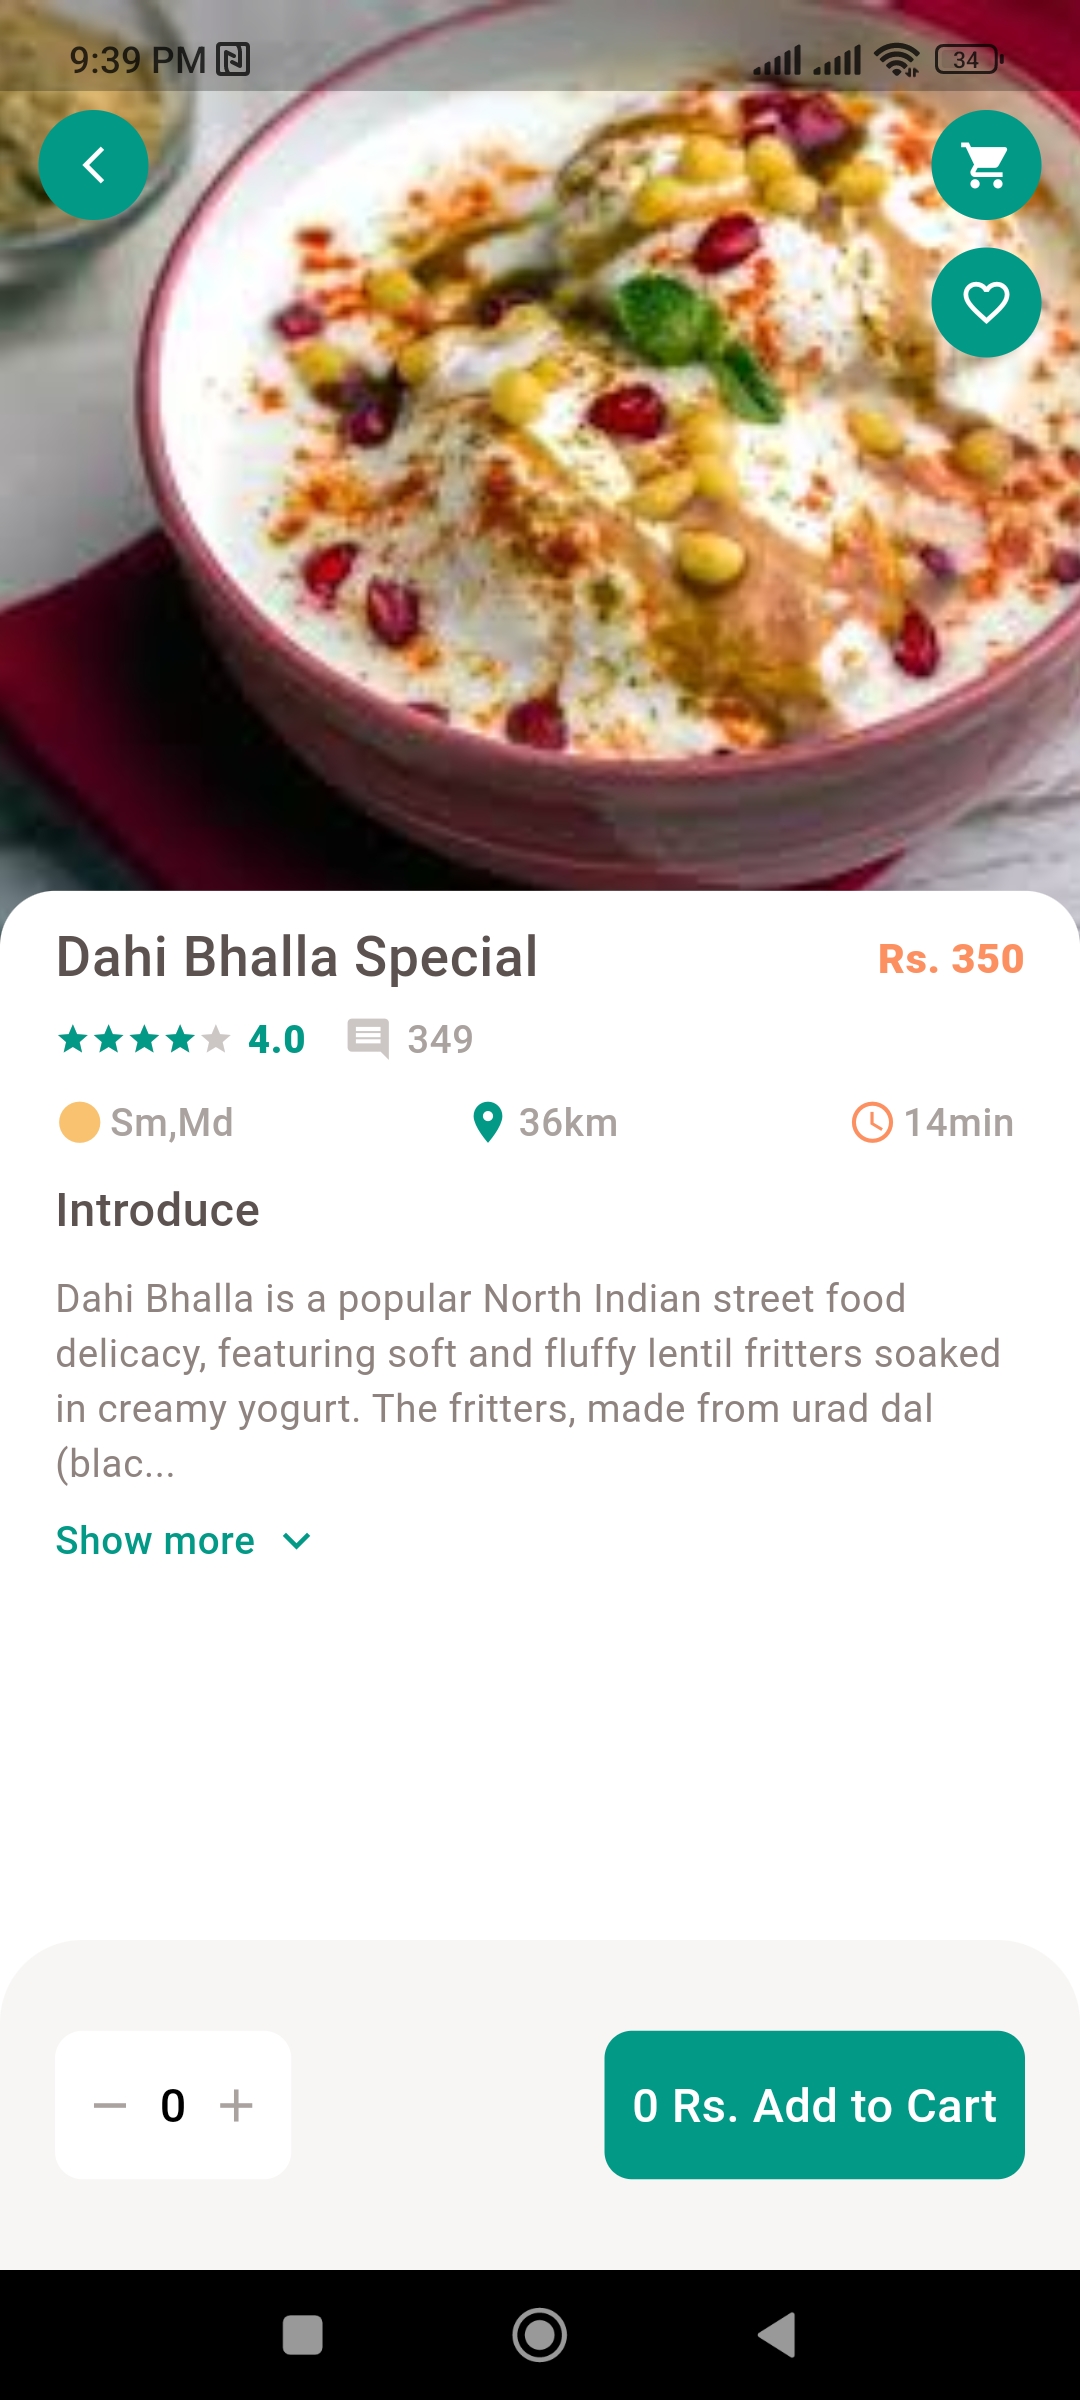 9:39 PM
34
Dahi Bhalla Special
Rs. 350
4.0
349
Sm,Md
36km
14min
Introduce
Dahi Bhalla is a popular North Indian street food
delicacy, featuring soft and fluffy lentil fritters soaked
in creamy yogurt. The fritters, made from urad dal
(blac...
Show more
0
0 Rs. Add to Cart